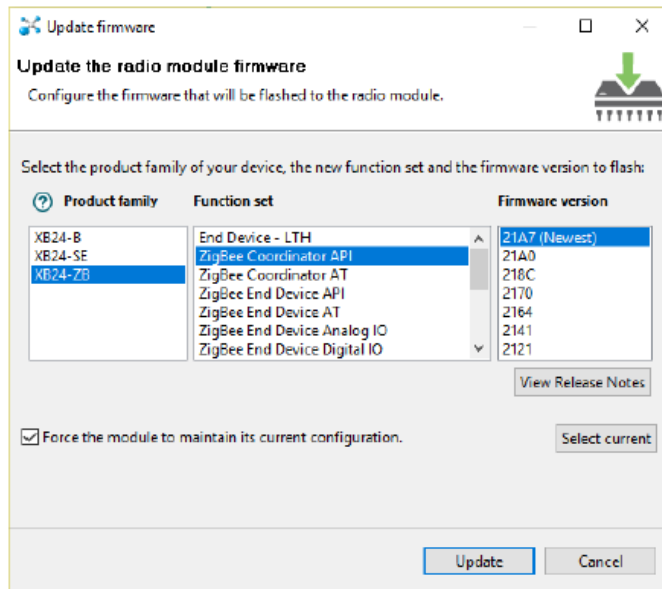 Update firmware
Update the radio module firmware
Configure the firmware that will be flashed to the radio module.
Select the product family of your device, the new function set and the firmware version to flash:
? Product family
Function set
Firmware version
XB24-B
XB24-SE
XB24-ZB
End Device - LTH
ZigBee Coordinator API
ZigBee Coordinator AT
ZigBee End Device API
ZigBee End Device AT
ZigBee End Device Analog IO
ZigBee End Device Digital IO
21A7 (Newest)
21A0
218C
2170
2164
2141
2121
View Release Notes
Force the module to maintain its current configuration.
Select current
Update
Cancel